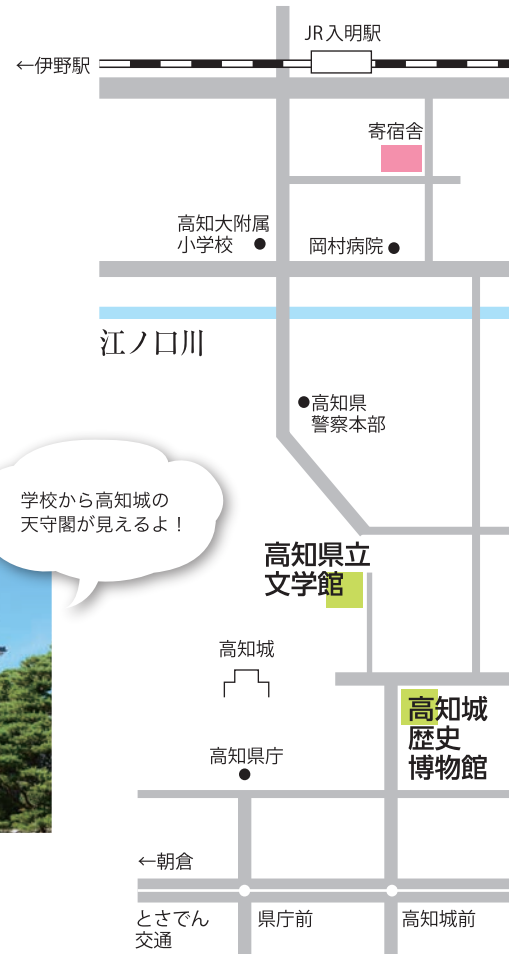 JR入明駅
←伊野駅
寄宿舎
高知大附属
小学校
岡村病院
江ノ口川
高知県
警察本部
学校から高知城の
天守閣が見えるよ！
高知県立
文学館
高知城
高知城
歴史
博物館
高知県庁
←朝倉
とさでん
交通
県庁前
高知城前